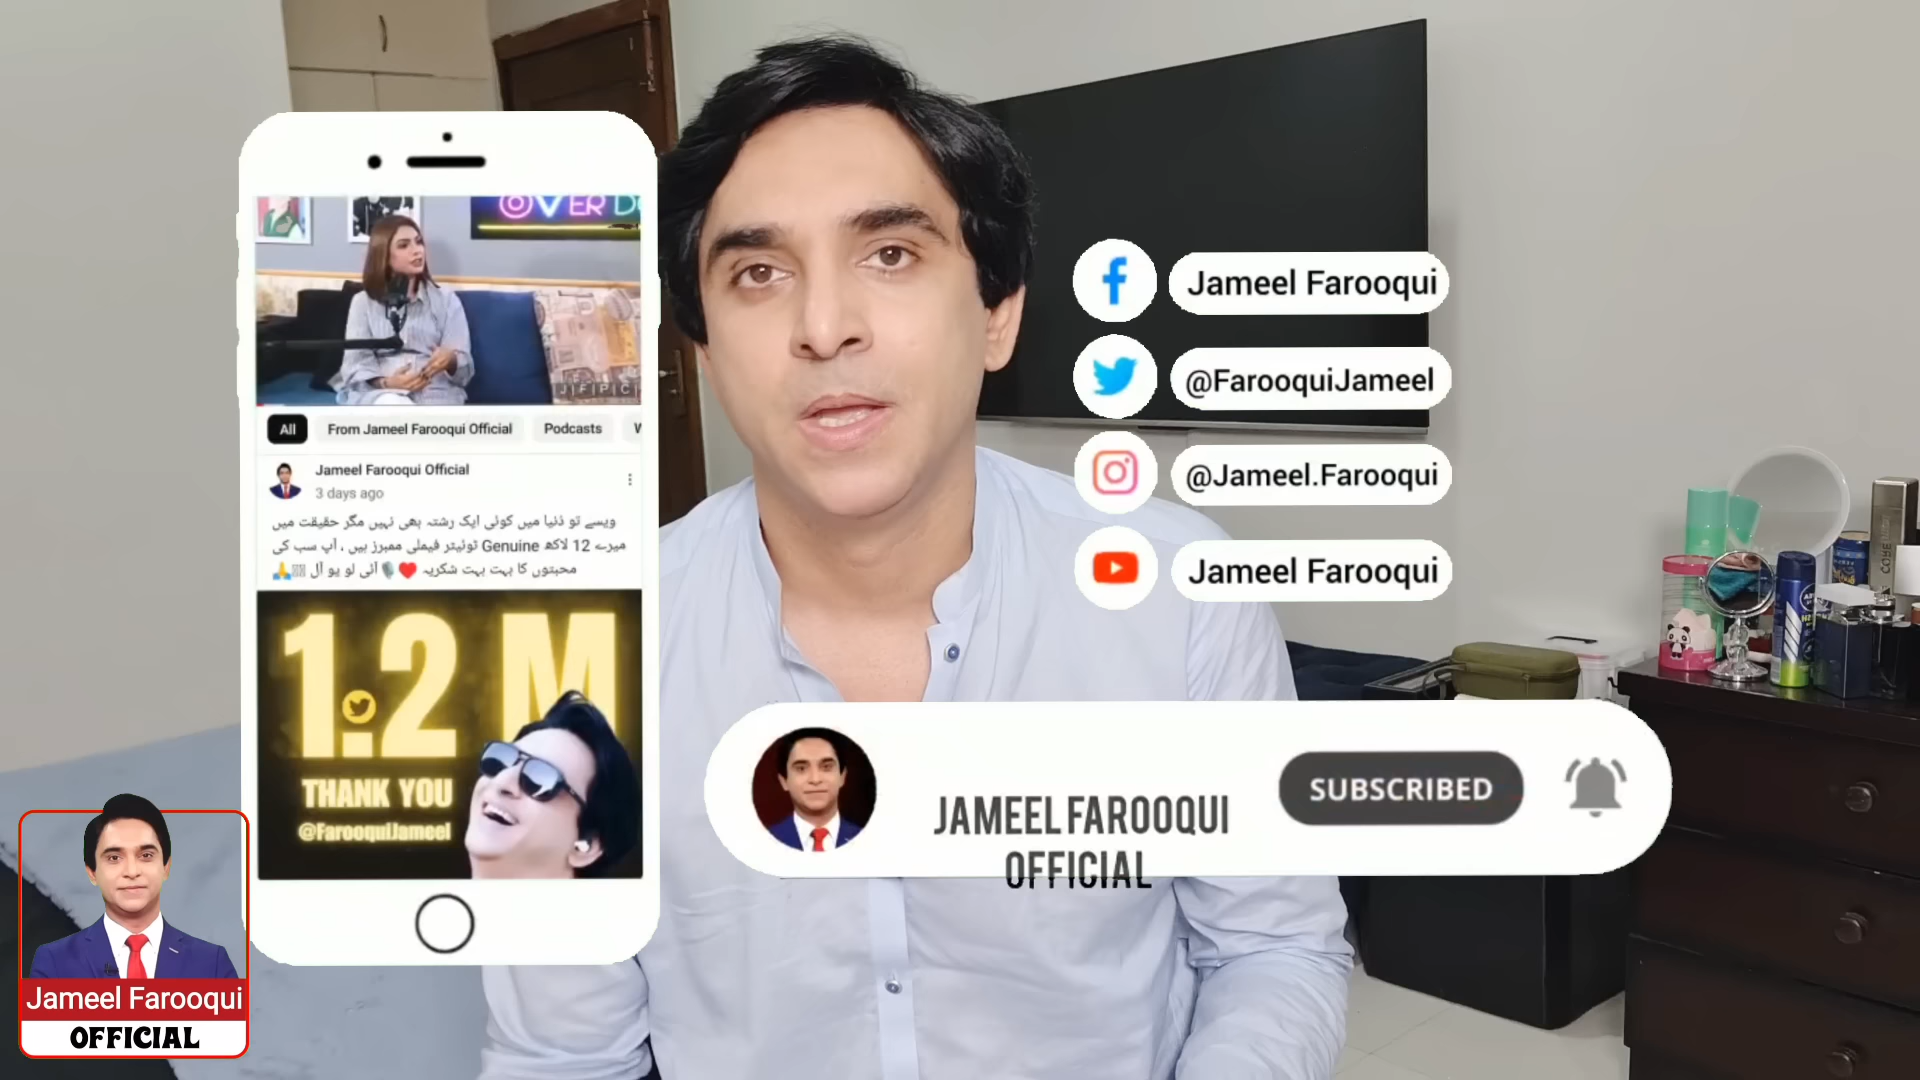 OVER DO
JFPC
All
From Jameel Farooqui Official
Podcasts
Jameel Farooqui Official
3 days ago
ویسے تو دُنیا میں کوئی ایک رشتہ بھی نہیں مگر حقیقت میں
میرے 12 لاکھ Genuine ٹوئیٹر فیملی ممبرز ہیں ، آپ سب کی
محبتوں کا بہت بہت شکریہ ♥️🎙️آئی لو یو آل 🙏
1.2 M
THANK YOU
@FarooquiJameel
Jameel Farooqui
@FarooquiJameel
@Jameel.Farooqui
Jameel Farooqui
JAMEEL FAROOQUI
OFFICIAL
SUBSCRIBED
Jameel Farooqui
OFFICIAL